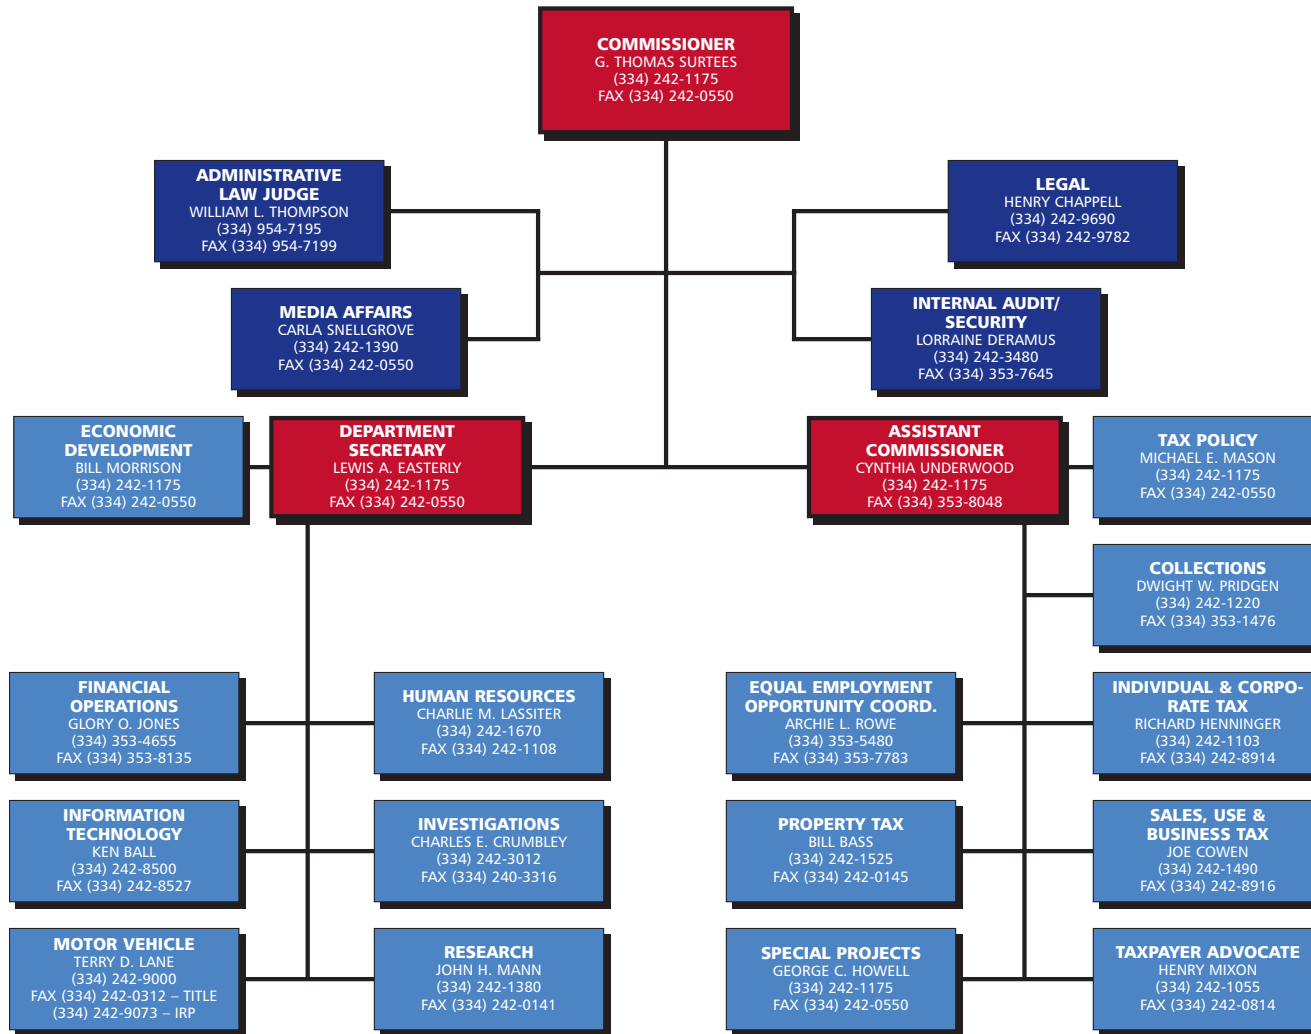 COMMISSIONER
G. THOMAS SURTEES
(334) 242-1175
FAX (334) 242-0550
ADMINISTRATIVE
LAW JUDGE
WILLIAM L. THOMPSON
(334) 954-7195
FAX (334) 954-7199
LEGAL
HENRY CHAPPELL
(334) 242-9690
FAX (334) 242-9782
MEDIA AFFAIRS
CARLA SNELLGROVE
(334) 242-1390
FAX (334) 242-0550
INTERNAL AUDIT/
SECURITY
LORRAINE DERAMUS
(334) 242-3480
FAX (334) 353-7645
ECONOMIC
DEVELOPMENT
BILL MORRISON
(334) 242-1175
FAX (334) 242-0550
DEPARTMENT
SECRETARY
LEWIS A. EASTERLY
(334) 242-1175
FAX (334) 242-0550
ASSISTANT
COMMISSIONER
CYNTHIA UNDERWOOD
(334) 242-1175
FAX (334) 353-8048
TAX POLICY
MICHAEL E. MASON
(334) 242-1175
FAX (334) 242-0550
COLLECTIONS
DWIGHT W. PRIDGEN
(334) 242-1220
FAX (334) 353-1476
FINANCIAL
OPERATIONS
GLORY O. JONES
(334) 353-4655
FAX (334) 353-8135
HUMAN RESOURCES
CHARLIE M. LASSITER
(334) 242-1670
FAX (334) 242-1108
EQUAL EMPLOYMENT
OPPORTUNITY COORD.
ARCHIE L. ROWE
(334) 353-5480
FAX (334) 353-7783
INDIVIDUAL & CORPO-
RATE TAX
RICHARD HENNINGER
(334) 242-1103
FAX (334) 242-8914
INFORMATION
TECHNOLOGY
KEN BALL
(334) 242-8500
FAX (334) 242-8527
INVESTIGATIONS
CHARLES E. CRUMBLEY
(334) 242-3012
FAX (334) 240-3316
PROPERTY TAX
BILL BASS
(334) 242-1525
FAX (334) 242-0145
SALES, USE &
BUSINESS TAX
JOE COWEN
(334) 242-1490
FAX (334) 242-8916
MOTOR VEHICLE
TERRY D. LANE
(334) 242-9000
FAX (334) 242-0312 – TITLE
(334) 242-9073 – IRP
RESEARCH
JOHN H. MANN
(334) 242-1380
FAX (334) 242-0141
SPECIAL PROJECTS
GEORGE C. HOWELL
(334) 242-1175
FAX (334) 242-0550
TAXPAYER ADVOCATE
HENRY MIXON
(334) 242-1055
FAX (334) 242-0814